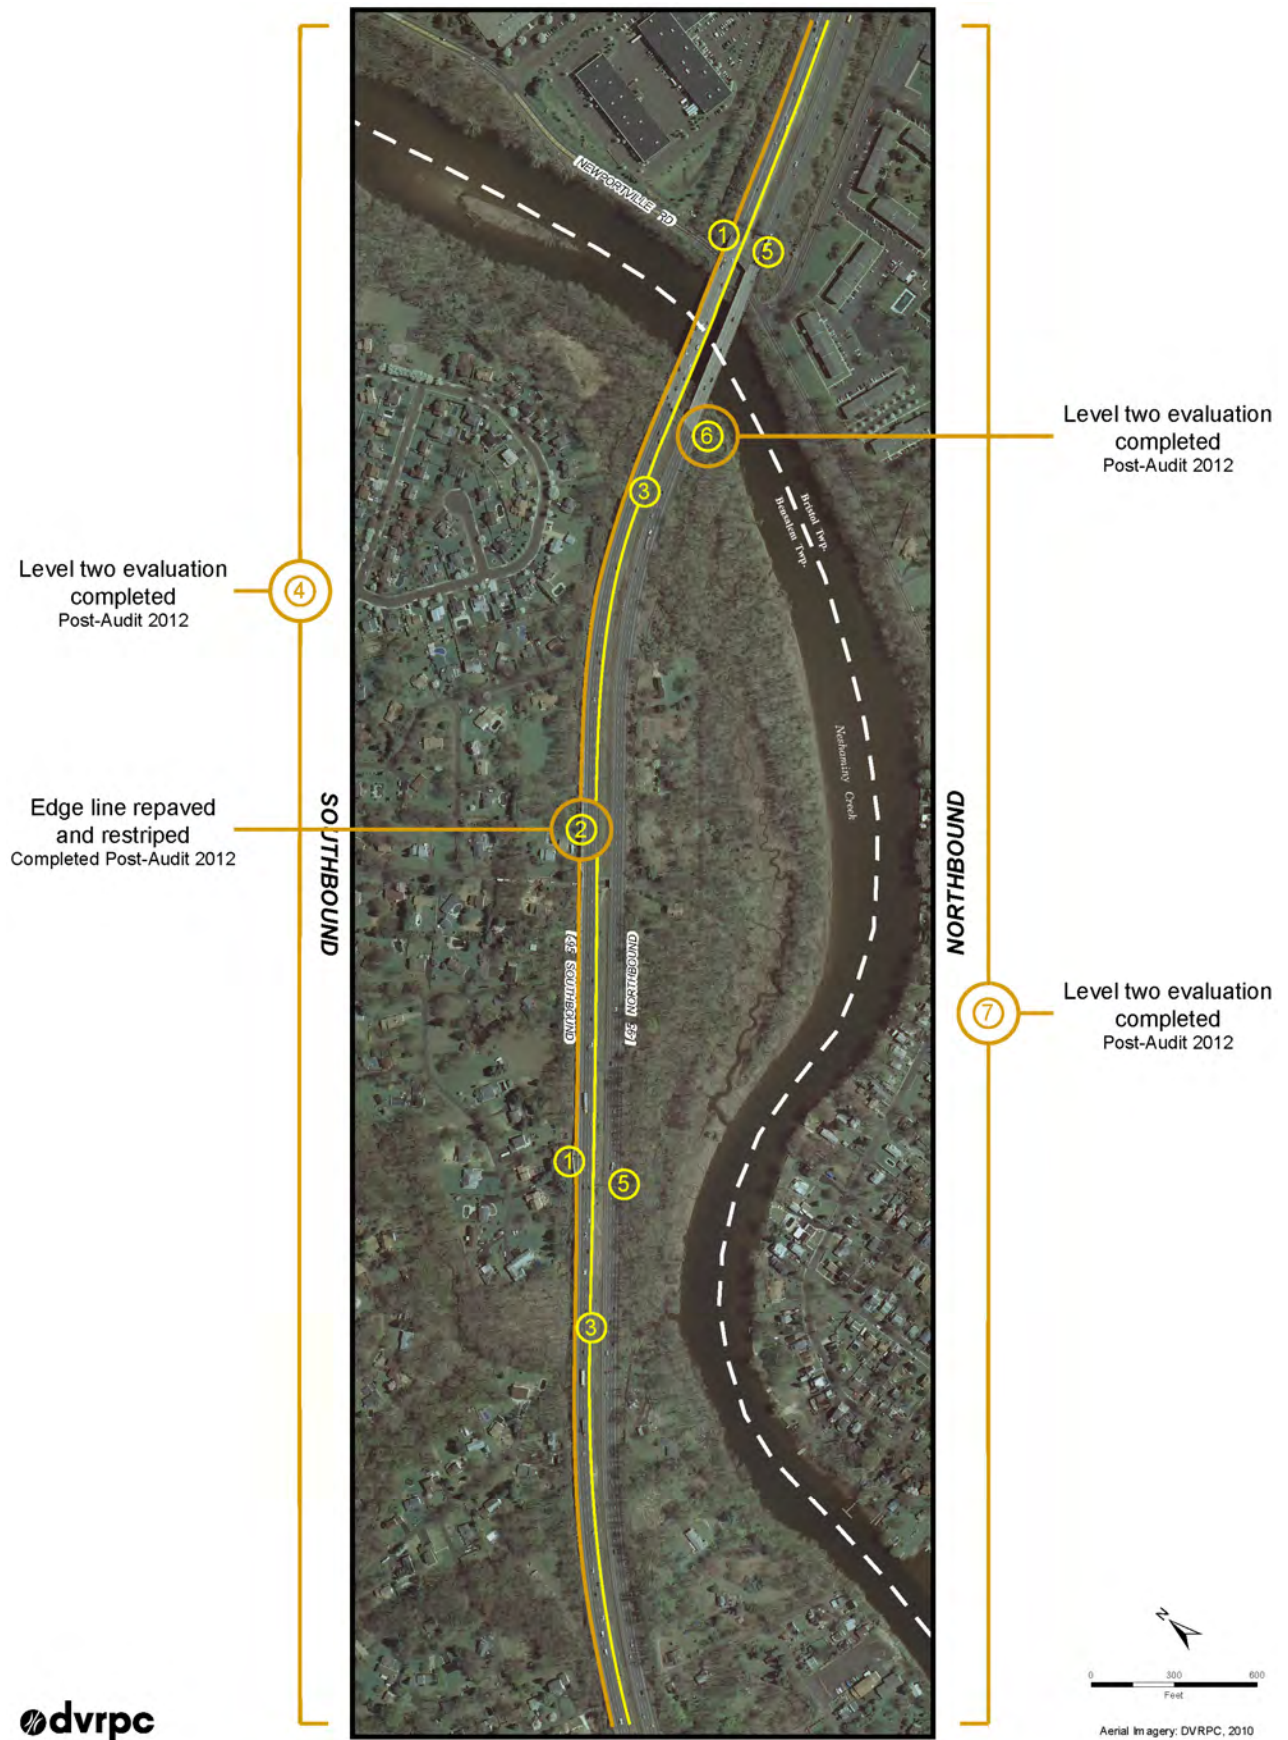 NEWPORTVILLE RD
1
5
6
Level two evaluation
completed
Post-Audit 2012
3
Bristol Twp.
Bensalem Twp.
Level two evaluation
completed
Post-Audit 2012
4
Neshaminy Creek
Edge line repaved
and restriped
Completed Post-Audit 2012
2
SOUTHBOUND
NORTHBOUND
I-95 SOUTHBOUND
I-95 NORTHBOUND
7
Level two evaluation
completed
Post-Audit 2012
1
5
3
N
0 300 600
Feet
Aerial Imagery: DVRPC, 2010
dvrpc